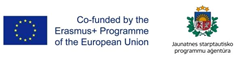 Co-funded by the
Erasmus+ Programme
of the European Union
Jaunatnes starptautisko
programmu aģentūra